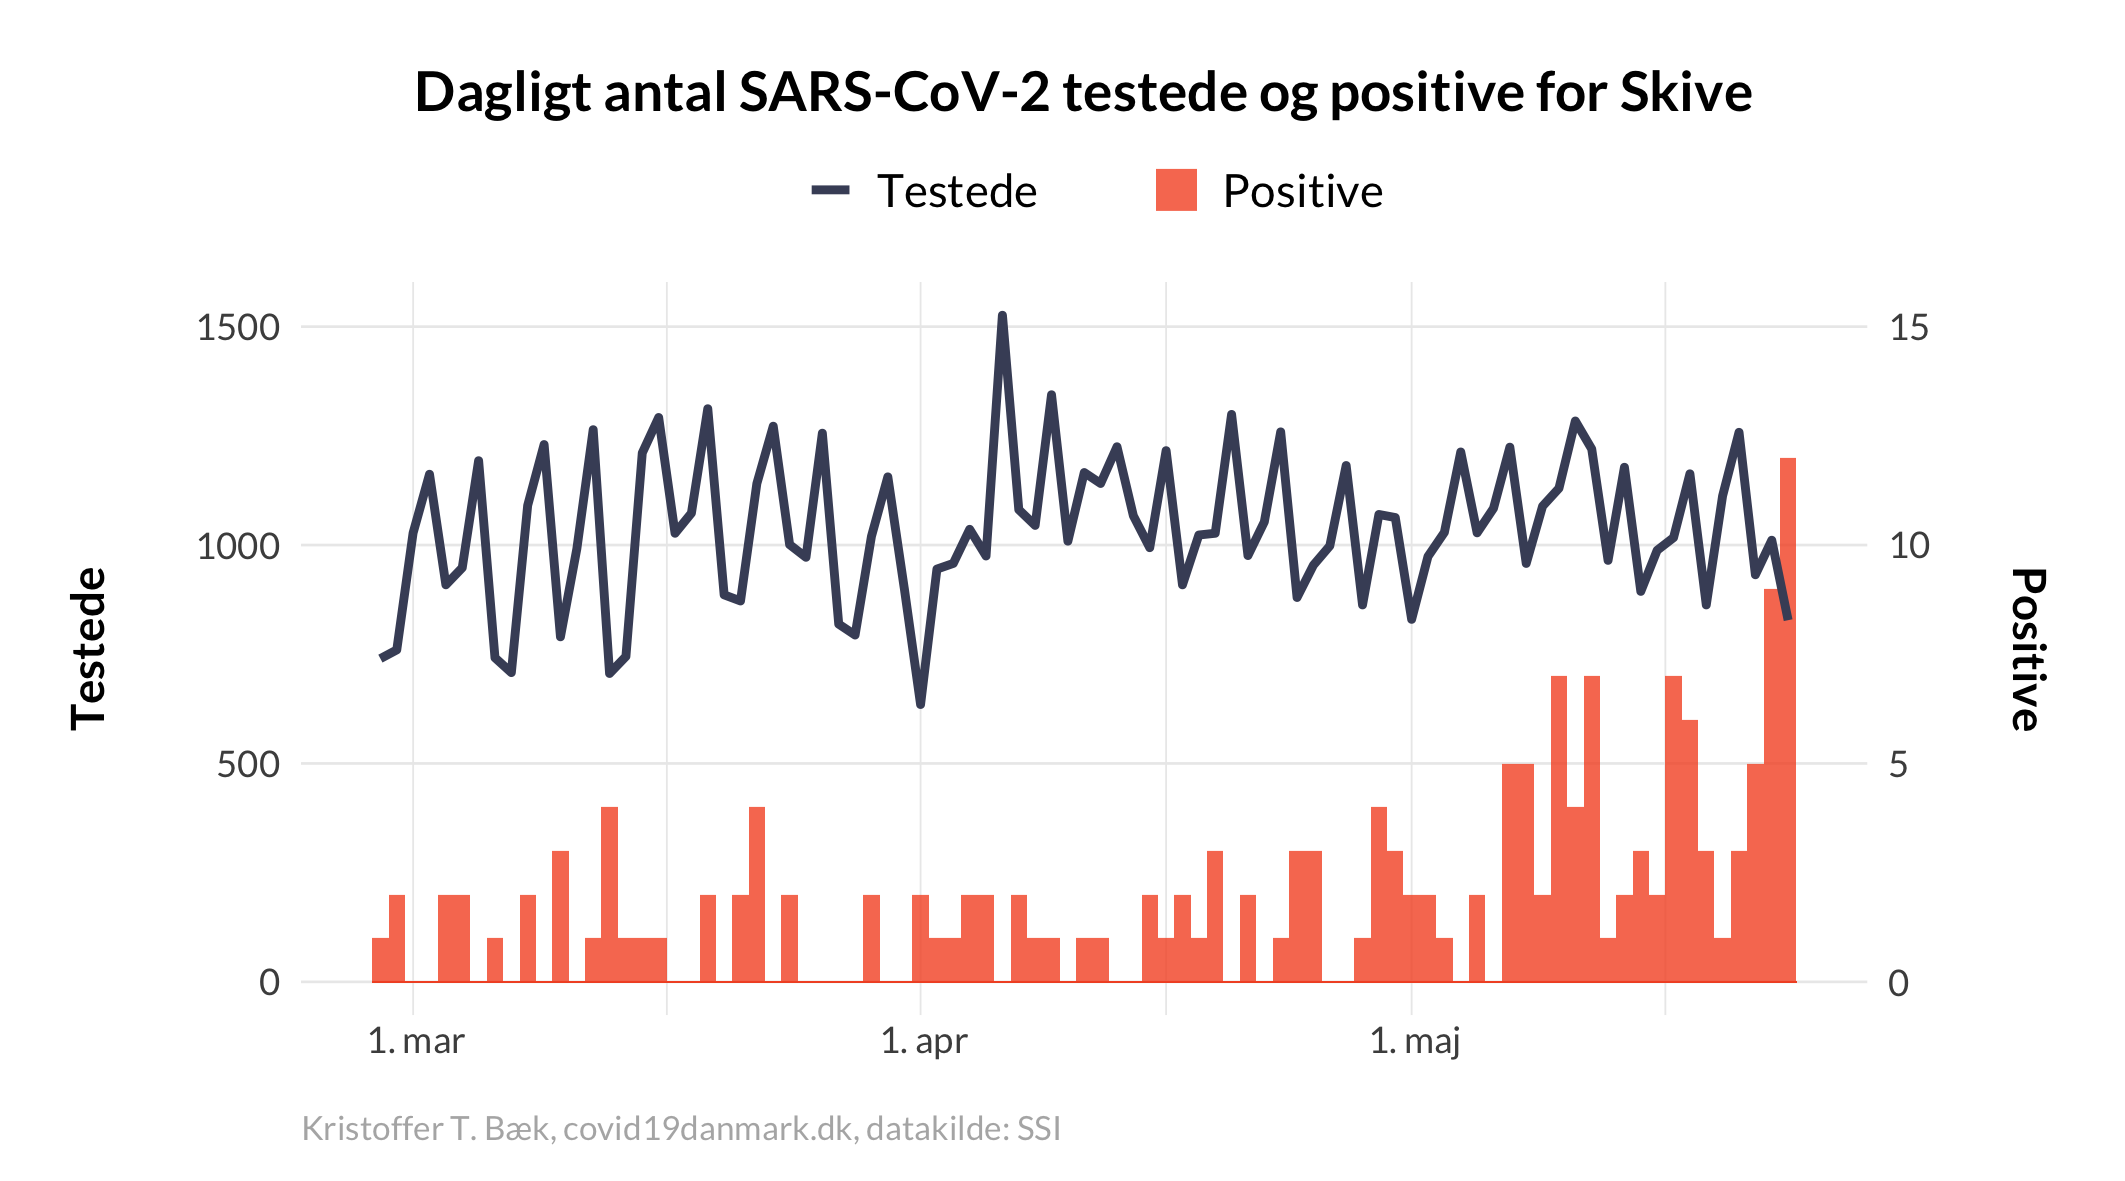 Dagligt antal SARS-CoV-2 testede og positive for Skive
Testede
Positive
1500
1000
500
0
Testede
15
10
5
0
Positive
1. mar
1. apr
1. maj
Kristoffer T. Bæk, covid19danmark.dk, datakilde: SSI